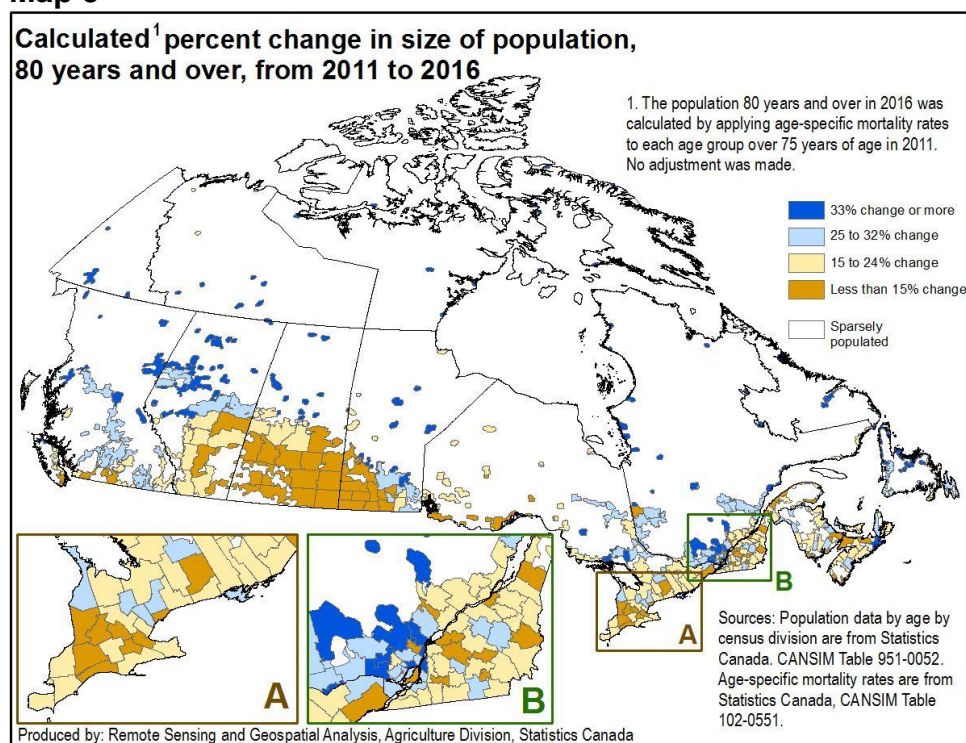 Calculated¹ percent change in size of population,
80 years and over, from 2011 to 2016
1. The population 80 years and over in 2016 was
calculated by applying age-specific mortality rates
to each age group over 75 years of age in 2011.
No adjustment was made.
33% change or more
25 to 32% change
15 to 24% change
Less than 15% change
Sparsely
populated
A
B
A
B
Sources: Population data by age by
census division are from Statistics
Canada. CANSIM Table 951-0052.
Age-specific mortality rates are from
Statistics Canada, CANSIM Table
102-0551.
Produced by: Remote Sensing and Geospatial Analysis, Agriculture Division, Statistics Canada